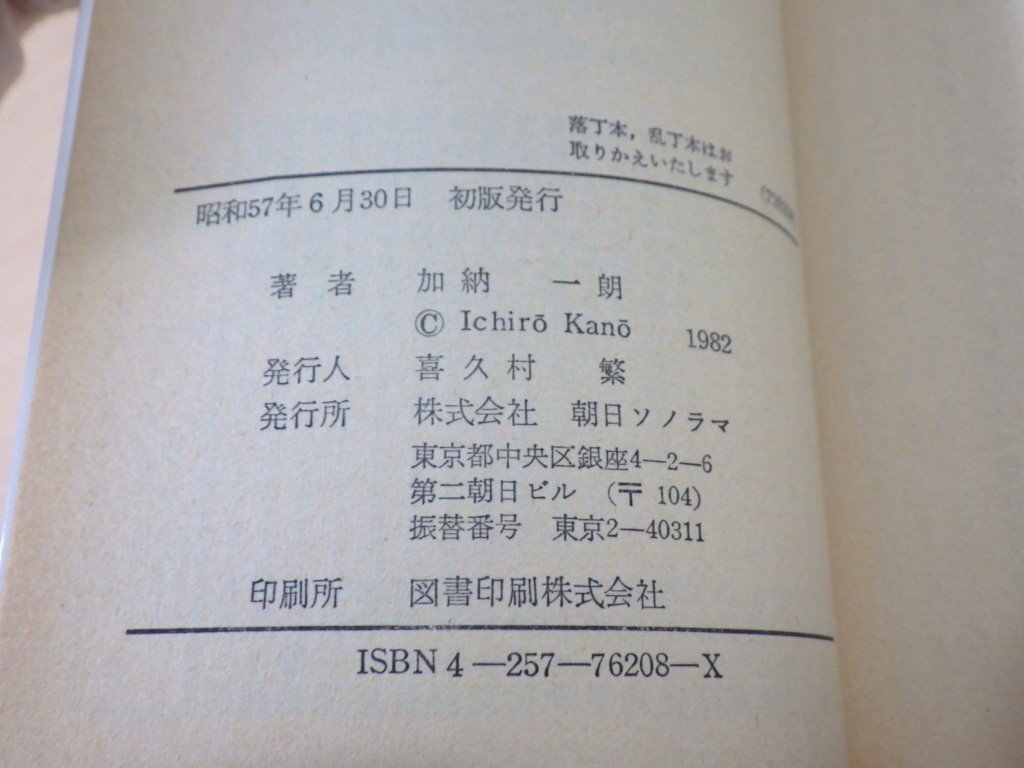 落丁本，乱丁本はお
取りかえいたします
昭和57年6月30日 初版発行
著者 加納 一朗
© Ichirō Kanō 1982
発行人 喜久村 繁
発行所 株式会社 朝日ソノラマ
東京都中央区銀座4—2—6
第二朝日ビル （〒 104）
振替番号 東京2—40311
印刷所 図書印刷株式会社
ISBN 4—257—76208—X